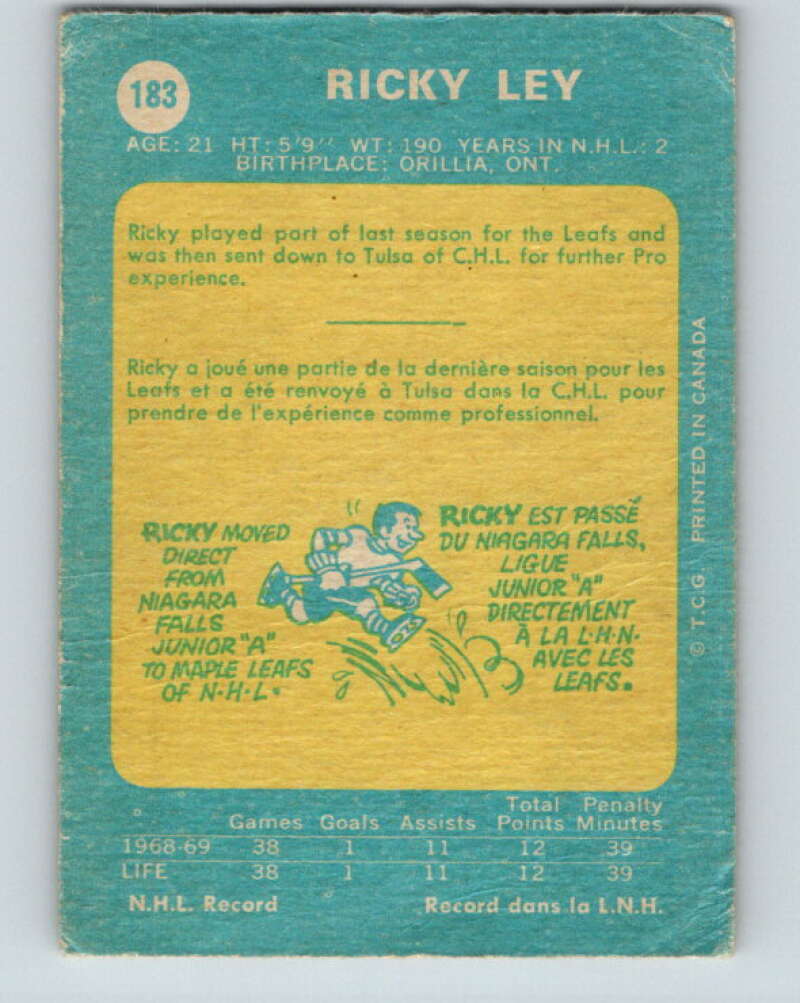 183
RICKY LEY
AGE: 21 HT: 5'9" WT: 190 YEARS IN N.H.L.: 2
BIRTHPLACE: ORILLIA, ONT.
Ricky played part of last season for the Leafs and
was then sent down to Tulsa of C.H.L. for further Pro
experience.
Ricky a joué une partie de la dernière saison pour les
Leafs et a été renvoyé à Tulsa dans la C.H.L. pour
prendre de l'expérience comme professionnel.
RICKY MOVED
DIRECT
FROM
NIAGARA
FALLS
JUNIOR "A"
TO MAPLE LEAFS
OF N.H.L.
RICKY EST PASSÉ
DU NIAGARA FALLS,
LIGUE
JUNIOR "A"
DIRECTEMENT
À LA L.H.N.
AVEC LES
LEAFS.
© T.C.G. PRINTED IN CANADA
Total Penalty
Games Goals Assists Points Minutes
1968-69 38 1 11 12 39
LIFE 38 1 11 12 39
N.H.L. Record Record dans la L.N.H.